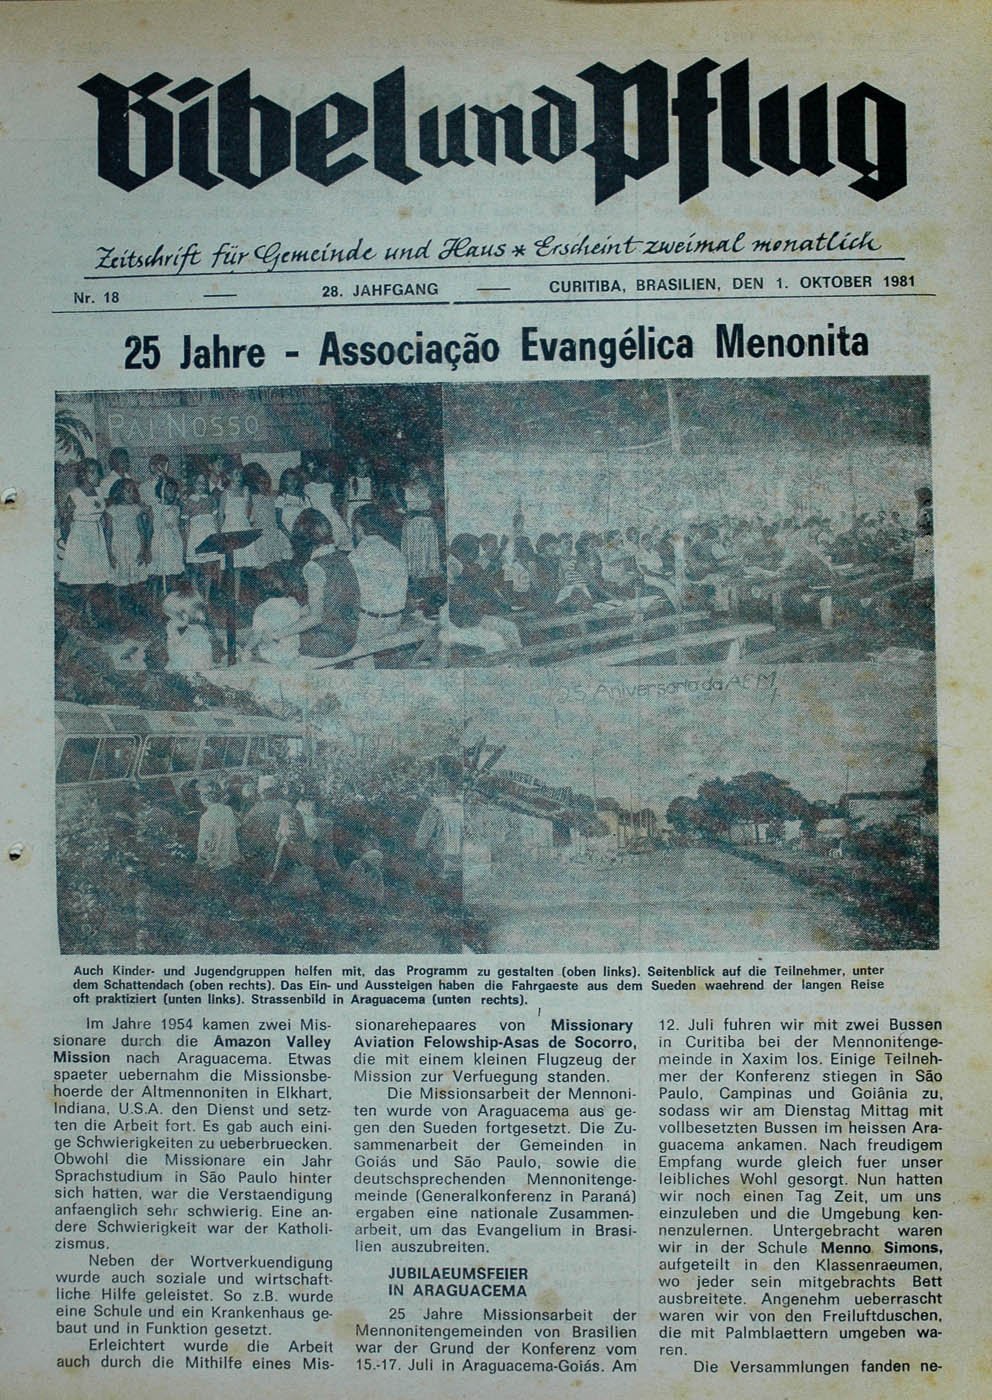 Bibel und Pflug
Zeitschrift für Gemeinde und Haus * Erscheint zweimal monatlich
Nr. 18 — 28. JAHFGANG — CURITIBA, BRASILIEN, DEN 1. OKTOBER 1981
25 Jahre - Associação Evangélica Menonita
PAI NOSSO
25 Aniversario da AEM
Auch Kinder- und Jugendgruppen helfen mit, das Programm zu gestalten (oben links). Seitenblick auf die Teilnehmer, unter
dem Schattendach (oben rechts). Das Ein- und Aussteigen haben die Fahrgaeste aus dem Sueden waehrend der langen Reise
oft praktiziert (unten links). Strassenbild in Araguacema (unten rechts).
Im Jahre 1954 kamen zwei Mis-
sionare durch die Amazon Valley
Mission nach Araguacema. Etwas
spaeter uebernahm die Missionsbe-
hoerde der Altmennoniten in Elkhart,
Indiana, U.S.A. den Dienst und setz-
ten die Arbeit fort. Es gab auch eini-
ge Schwierigkeiten zu ueberbruecken.
Obwohl die Missionare ein Jahr
Sprachstudium in São Paulo hinter
sich hatten, war die Verstaendigung
anfaenglich sehr schwierig. Eine an-
dere Schwierigkeit war der Katholi-
zismus.
Neben der Wortverkuendigung
wurde auch soziale und wirtschaft-
liche Hilfe geleistet. So z.B. wurde
eine Schule und ein Krankenhaus ge-
baut und in Funktion gesetzt.
Erleichtert wurde die Arbeit
auch durch die Mithilfe eines Mis-
sionarehepaares von Missionary
Aviation Felowship-Asas de Socorro,
die mit einem kleinen Flugzeug der
Mission zur Verfuegung standen.
Die Missionsarbeit der Mennoni-
ten wurde von Araguacema aus ge-
gen den Sueden fortgesetzt. Die Zu-
sammenarbeit der Gemeinden in
Goiás und São Paulo, sowie die
deutschsprechenden Mennonitenge-
meinde (Generalkonferenz in Paraná)
ergaben eine nationale Zusammen-
arbeit, um das Evangelium in Brasi-
lien auszubreiten.
JUBILAEUMSFEIER
IN ARAGUACEMA
25 Jahre Missionsarbeit der
Mennonitengemeinden von Brasilien
war der Grund der Konferenz vom
15.-17. Juli in Araguacema-Goiás. Am
12. Juli fuhren wir mit zwei Bussen
in Curitiba bei der Mennonitenge-
meinde in Xaxim los. Einige Teilneh-
mer der Konferenz stiegen in São
Paulo, Campinas und Goiânia zu,
sodass wir am Dienstag Mittag mit
vollbesetzten Bussen im heissen Ara-
guacema ankamen. Nach freudigem
Empfang wurde gleich fuer unser
leibliches Wohl gesorgt. Nun hatten
wir noch einen Tag Zeit, um uns
einzuleben und die Umgebung ken-
nenzulernen. Untergebracht waren
wir in der Schule Menno Simons,
aufgeteilt in den Klassenraeumen,
wo jeder sein mitgebrachts Bett
ausbreitete. Angenehm ueberrascht
waren wir von den Freiluftduschen,
die mit Palmblaettern umgeben wa-
ren.
Die Versammlungen fanden ne-